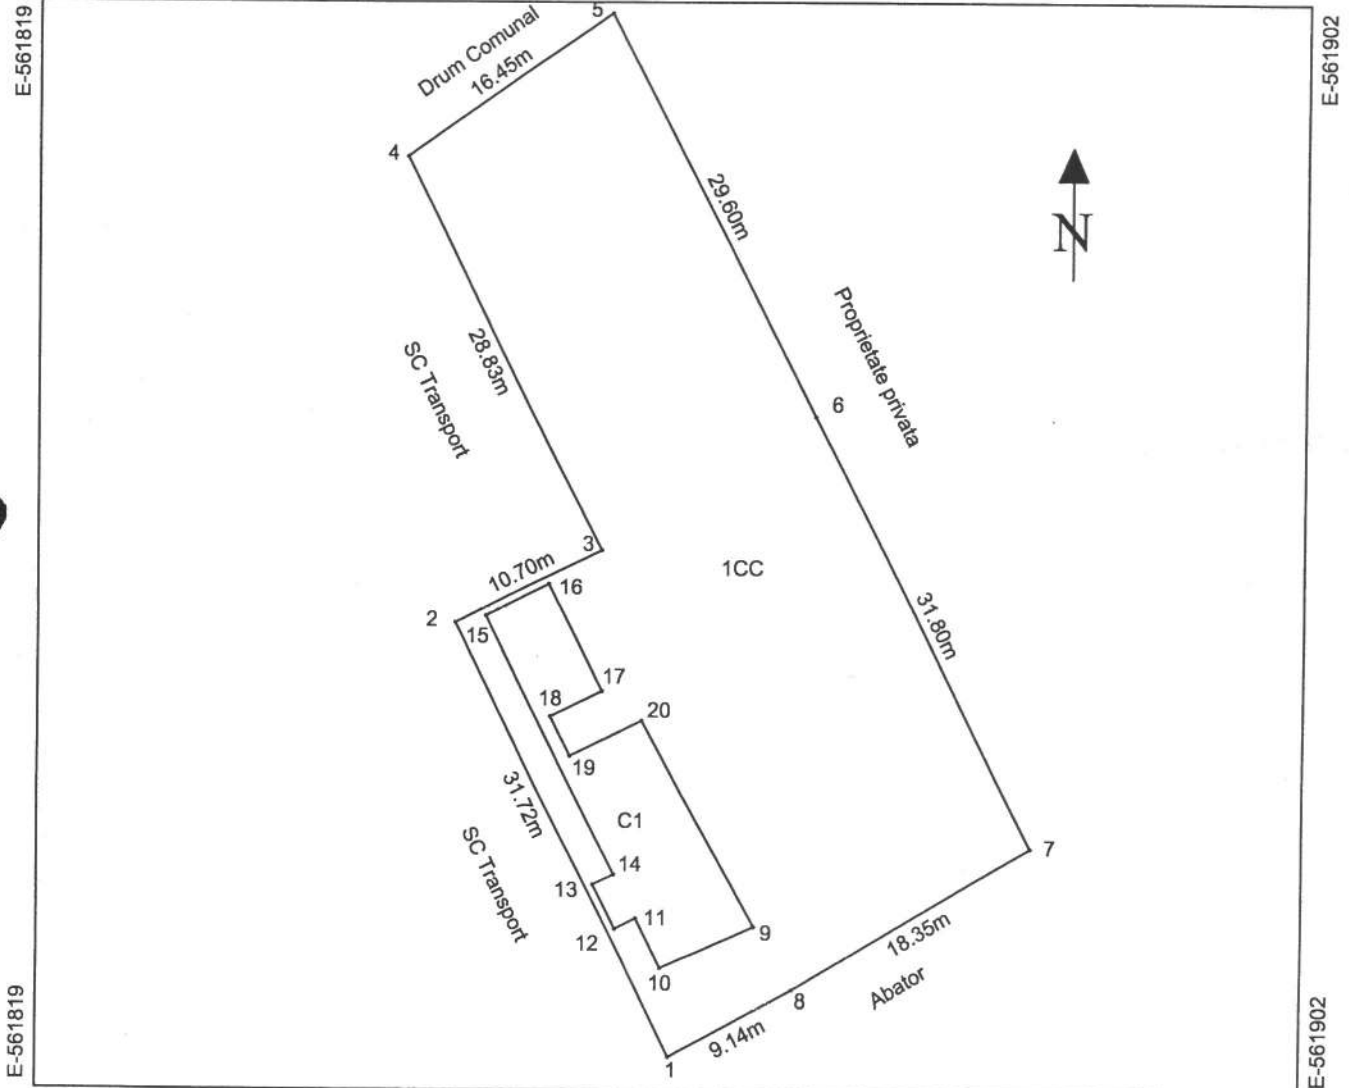 E-561819
E-561902
5
Drum Comunal
16.45m
4
29.60m
N
Proprietate privata
28.83m
SC Transport
6
3
10.70m
16
1CC
2
15
31.80m
17
18
20
19
31.72m
C1
SC Transport
14
13
7
11
12
9
18.35m
10
Abator
8
9.14m
1
E-561819
E-561902